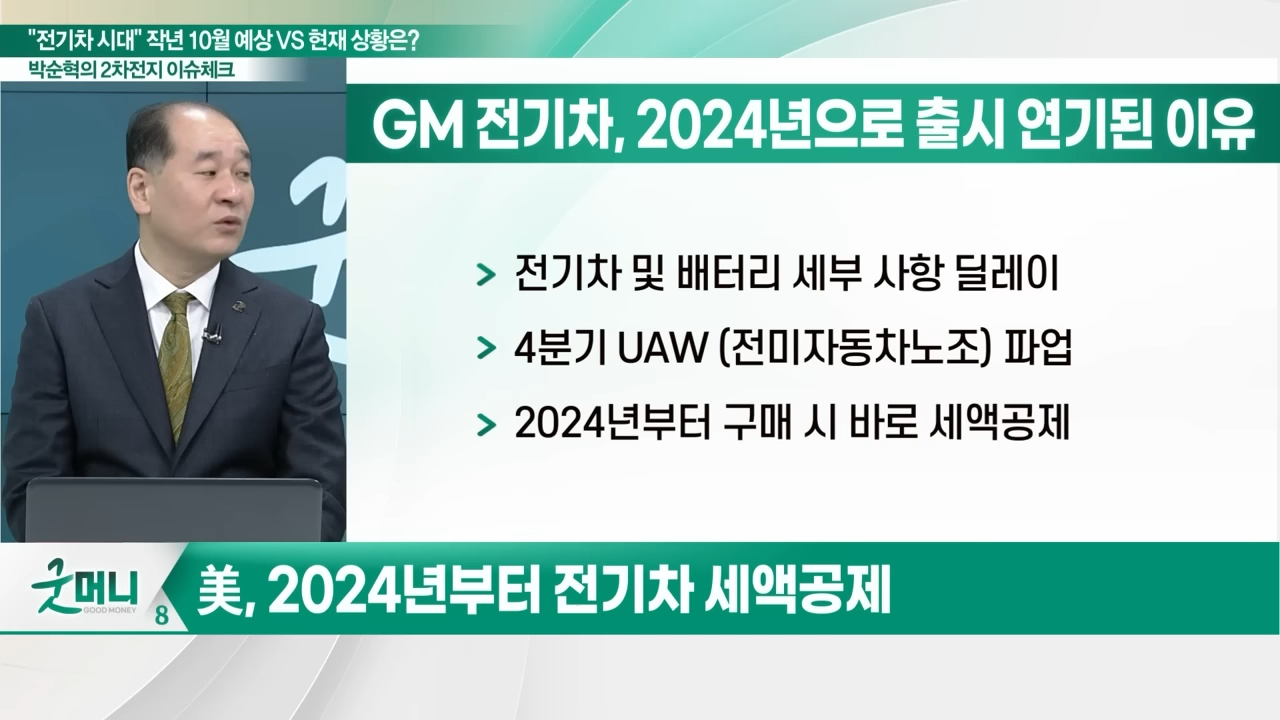 "전기차 시대" 작년 10월 예상 VS 현재 상황은?
박순혁의 2차전지 이슈체크
GM 전기차, 2024년으로 출시 연기된 이유
> 전기차 및 배터리 세부 사항 딜레이
> 4분기 UAW (전미자동차노조) 파업
> 2024년부터 구매 시 바로 세액공제
굿머니
GOOD MONEY
8
美, 2024년부터 전기차 세액공제